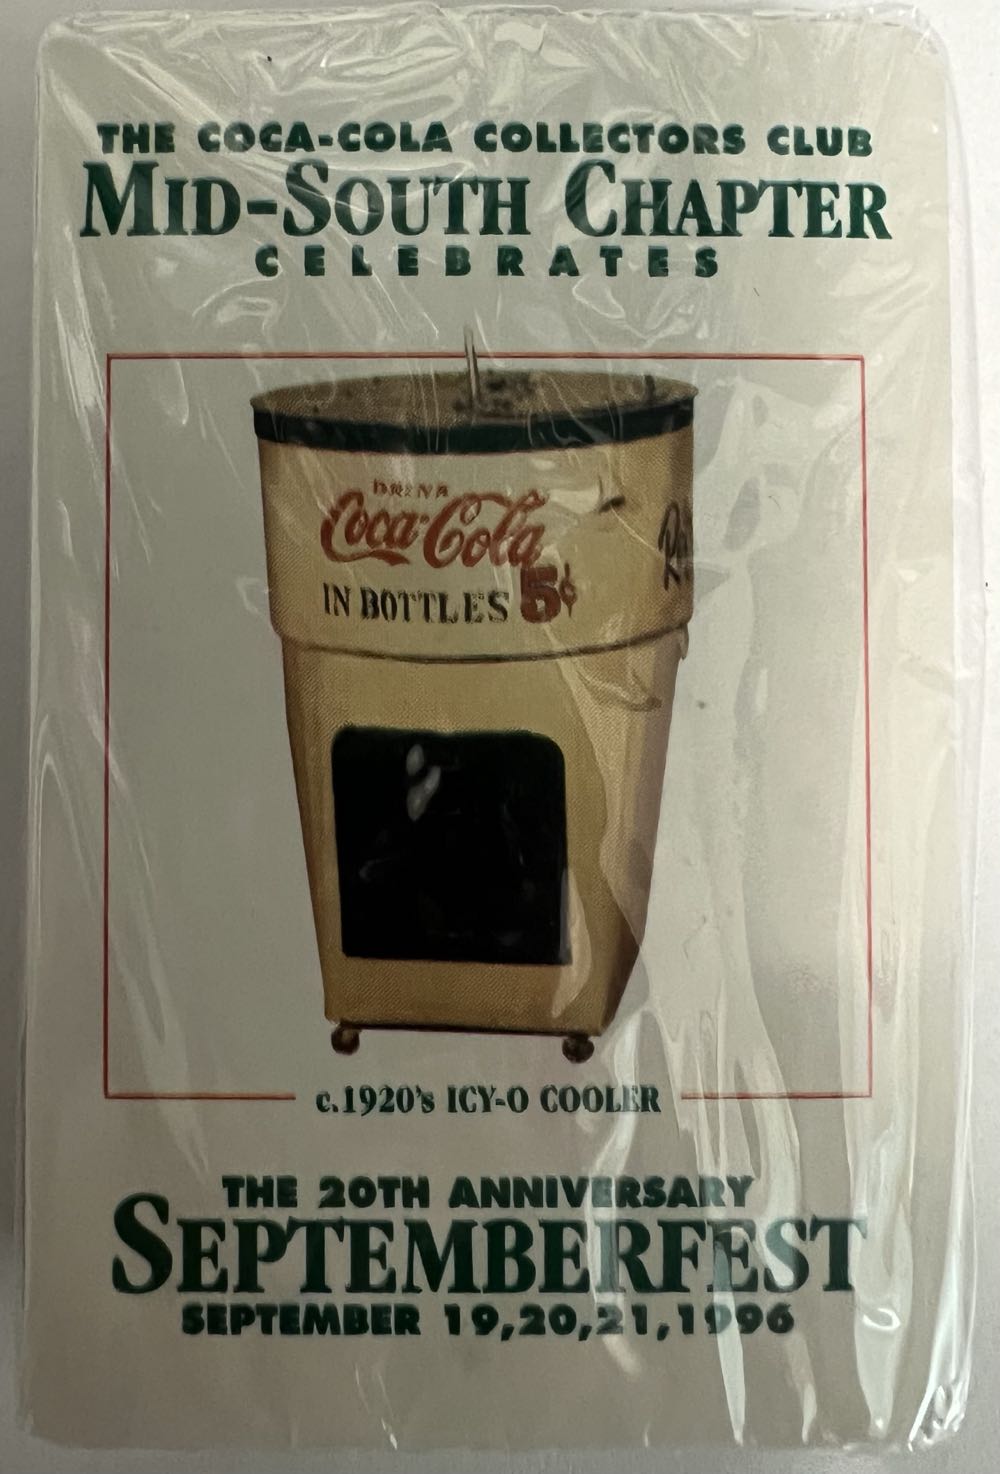 THE COCA-COLA COLLECTORS CLUB
MID-SOUTH CHAPTER
CELEBRATES
DRINK
Coca-Cola
IN BOTTLES 5¢
c.1920's ICY-O COOLER
THE 20TH ANNIVERSARY
SEPTEMBERFEST
SEPTEMBER 19,20,21,1996